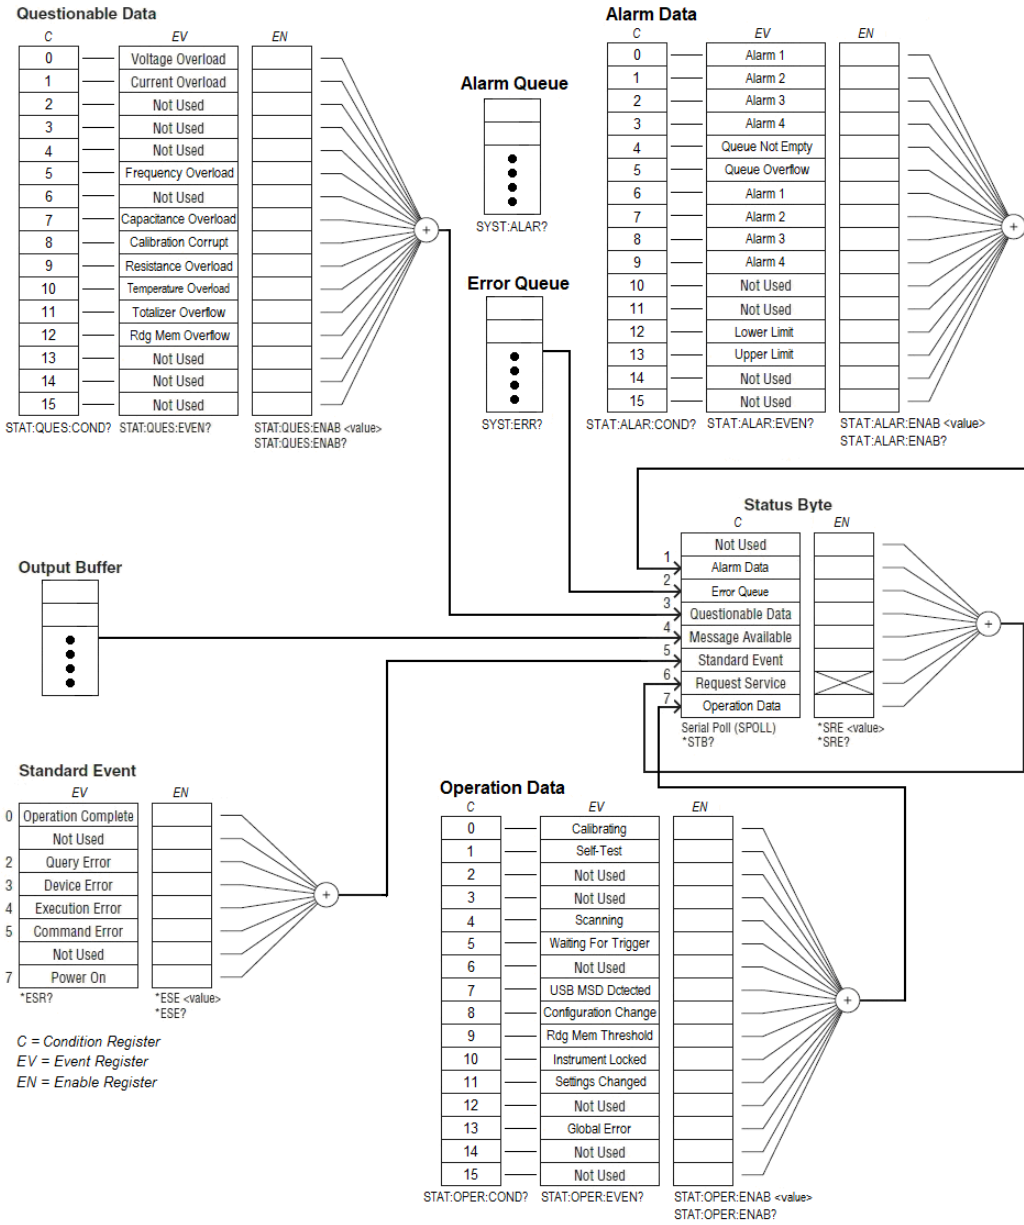 Questionable Data
C EV EN
0 Voltage Overload
1 Current Overload
2 Not Used
3 Not Used
4 Not Used
5 Frequency Overload
6 Not Used
7 Capacitance Overload
8 Calibration Corrupt
9 Resistance Overload
10 Temperature Overload
11 Totalizer Overflow
12 Rdg Mem Overflow
13 Not Used
14 Not Used
15 Not Used
STAT:QUES:COND? STAT:QUES:EVEN? STAT:QUES:ENAB <value>
STAT:QUES:ENAB?
+
Alarm Queue
SYST:ALAR?
Error Queue
SYST:ERR?
Alarm Data
C EV EN
0 Alarm 1
1 Alarm 2
2 Alarm 3
3 Alarm 4
4 Queue Not Empty
5 Queue Overflow
6 Alarm 1
7 Alarm 2
8 Alarm 3
9 Alarm 4
10 Not Used
11 Not Used
12 Lower Limit
13 Upper Limit
14 Not Used
15 Not Used
STAT:ALAR:COND? STAT:ALAR:EVEN? STAT:ALAR:ENAB <value>
STAT:ALAR:ENAB?
+
Output Buffer
Status Byte
C EN
Not Used
1 Alarm Data
2 Error Queue
3 Questionable Data
4 Message Available
5 Standard Event
6 Request Service
7 Operation Data
Serial Poll (SPOLL) *SRE <value>
*STB? *SRE?
+
Standard Event
EV EN
0 Operation Complete
Not Used
2 Query Error
3 Device Error
4 Execution Error
5 Command Error
Not Used
7 Power On
*ESR? *ESE <value>
*ESE?
+
C = Condition Register
EV = Event Register
EN = Enable Register
Operation Data
C EV EN
0 Calibrating
1 Self-Test
2 Not Used
3 Not Used
4 Scanning
5 Waiting For Trigger
6 Not Used
7 USB MSD Dctected
8 Configuration Change
9 Rdg Mem Threshold
10 Instrument Locked
11 Settings Changed
12 Not Used
13 Global Error
14 Not Used
15 Not Used
STAT:OPER:COND? STAT:OPER:EVEN? STAT:OPER:ENAB <value>
STAT:OPER:ENAB?
+